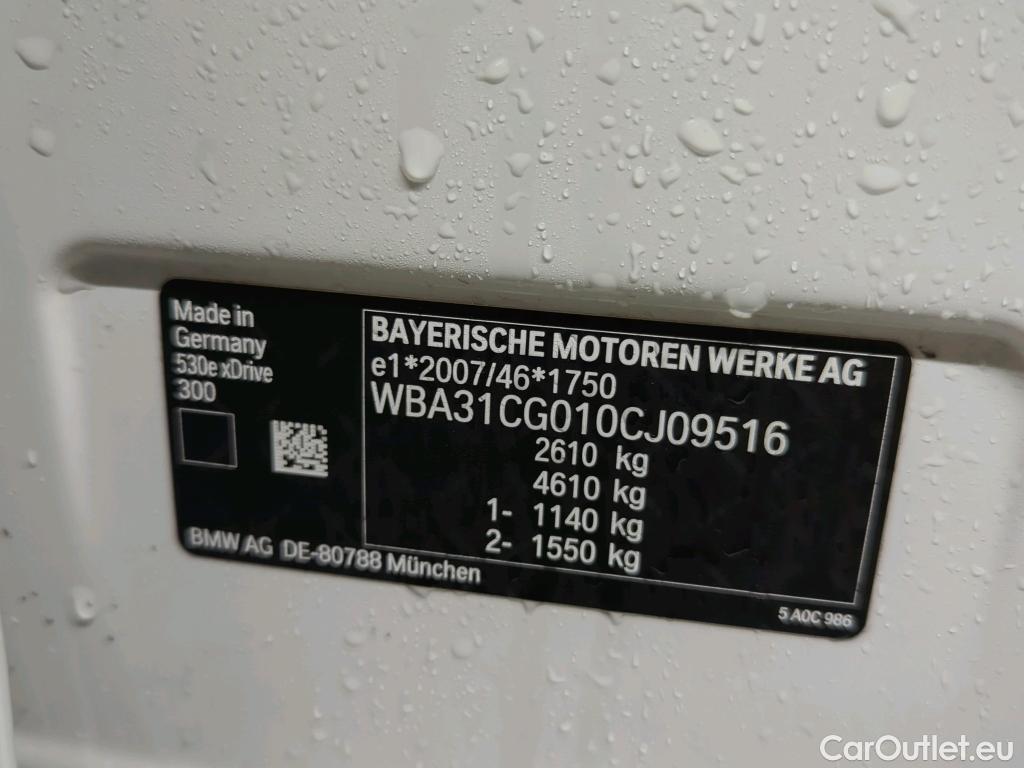 Made in
Germany
530e xDrive
300
BAYERISCHE MOTOREN WERKE AG
e1*2007/46*1750
WBA31CG010CJ09516
2610 kg
4610 kg
1- 1140 kg
2- 1550 kg
BMW AG DE-80788 München
5 A0C 986
CarOutlet.eu